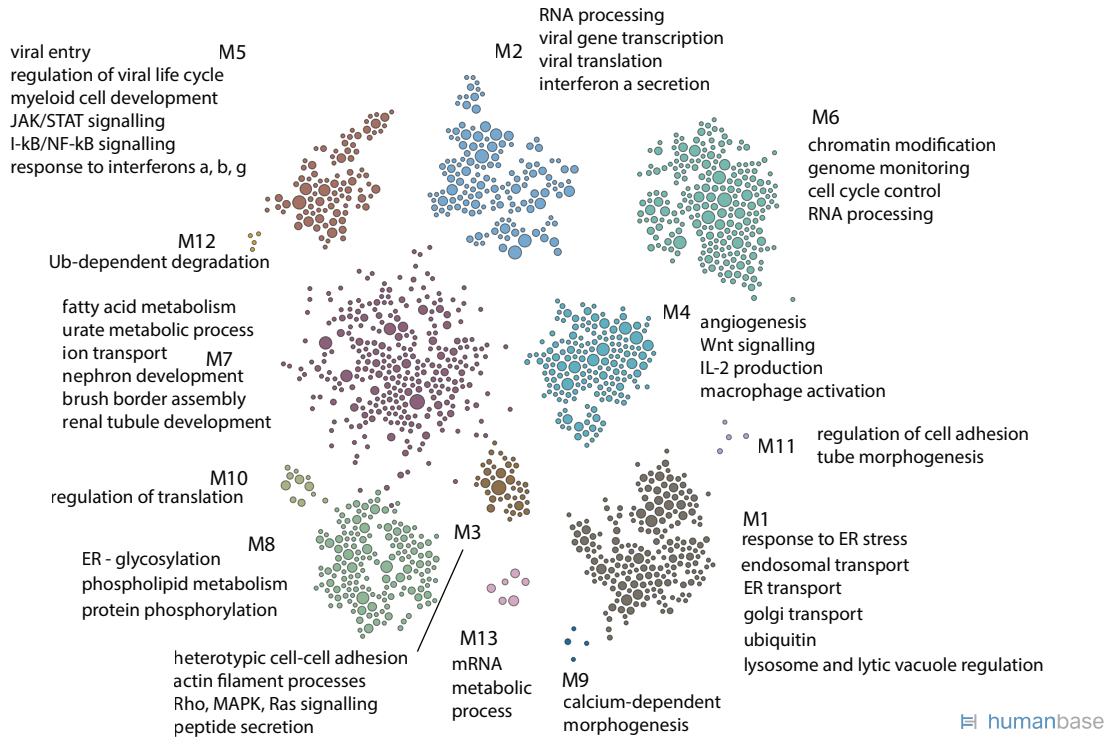 RNA processing
viral gene transcription
viral translation
interferon a secretion
M2
M5
viral entry
regulation of viral life cycle
myeloid cell development
JAK/STAT signalling
I-kB/NF-kB signalling
response to interferons a, b, g
M6
chromatin modification
genome monitoring
cell cycle control
RNA processing
M12
Ub-dependent degradation
fatty acid metabolism
urate metabolic process
ion transport
M7
nephron development
brush border assembly
renal tubule development
M4
angiogenesis
Wnt signalling
IL-2 production
macrophage activation
M11
regulation of cell adhesion
tube morphogenesis
M10
regulation of translation
M8
ER - glycosylation
phospholipid metabolism
protein phosphorylation
M3
heterotypic cell-cell adhesion
actin filament processes
Rho, MAPK, Ras signalling
peptide secretion
M1
response to ER stress
endosomal transport
ER transport
golgi transport
ubiquitin
lysosome and lytic vacuole regulation
M13
mRNA
metabolic
process
M9
calcium-dependent
morphogenesis
humanbase